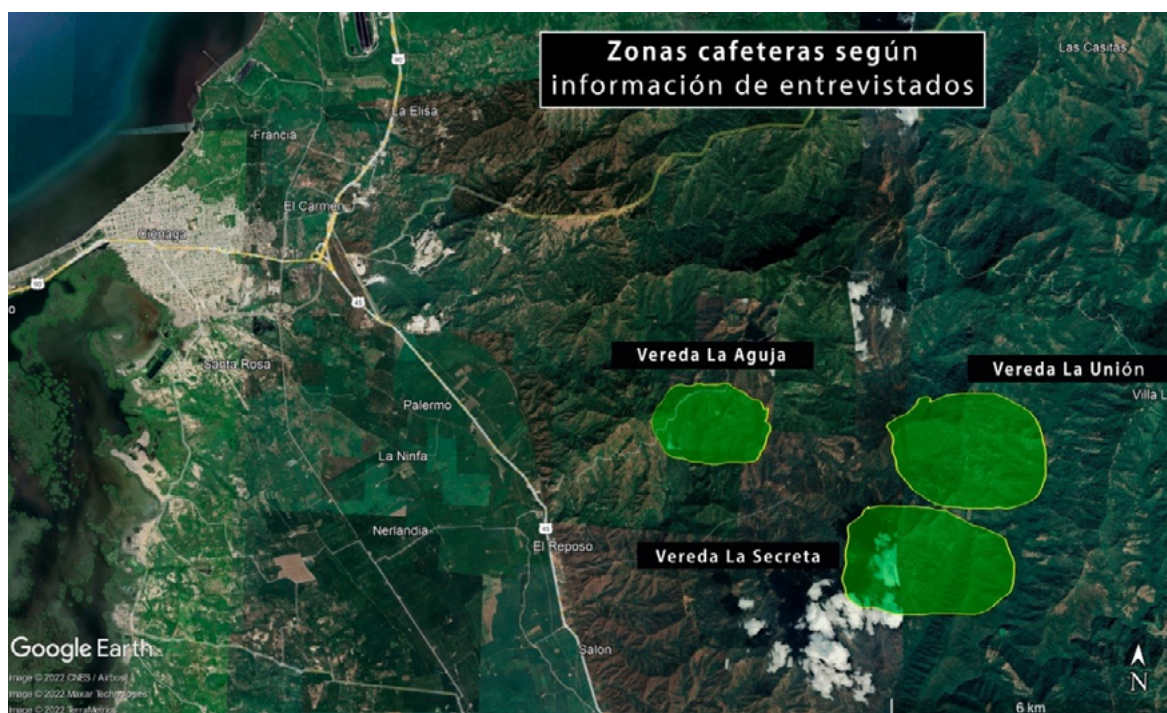 Zonas cafeteras según
información de entrevistados
Las Casitas
90
La Elisa
Francia
El Carmen
Ciénaga
90
45
Santa Rosa
Vereda La Aguja
Vereda La Unión
Villa L
Palermo
La Ninfa
Nerlandia
45
El Reposo
Vereda La Secreta
Salon
Google Earth
Image © 2022 CNES / Airbus
Image © 2022 Maxar Technologies
Image © 2022 TerraMetrics
N
6 km